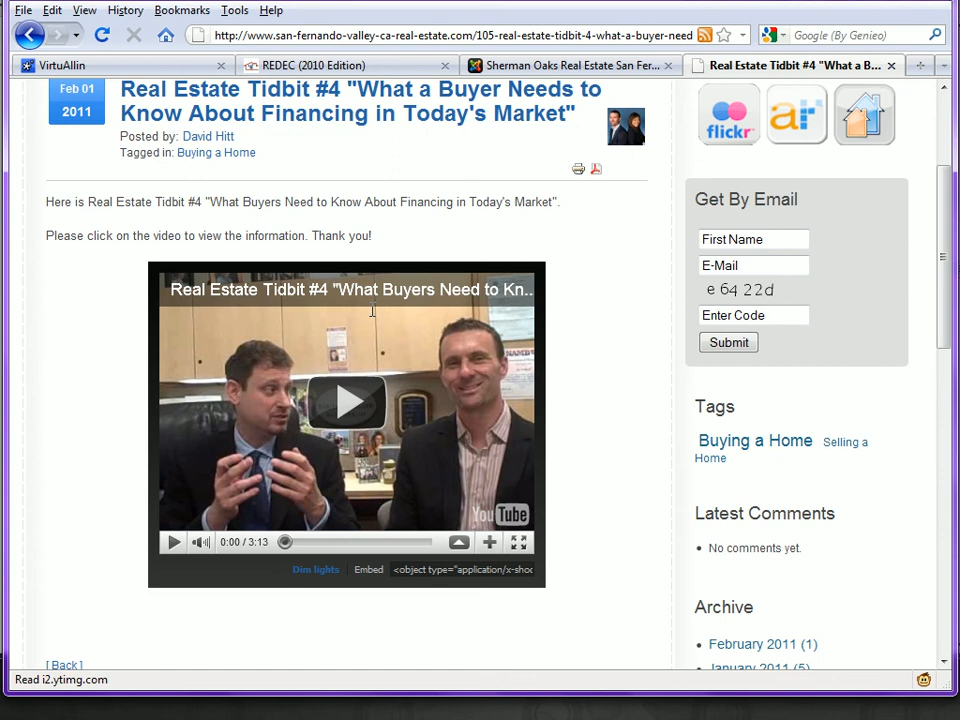 File Edit View History Bookmarks Tools Help
http://www.san-fernando-valley-ca-real-estate.com/105-real-estate-tidbit-4-what-a-buyer-need
Google (By Genieo)
VirtuAllin
REDEC (2010 Edition)
Sherman Oaks Real Estate San Fer...
Real Estate Tidbit #4 "What a B...
Feb 01
2011
Real Estate Tidbit #4 "What a Buyer Needs to
Know About Financing in Today's Market"
Posted by: David Hitt
Tagged in: Buying a Home
Here is Real Estate Tidbit #4 "What Buyers Need to Know About Financing in Today's Market".
Please click on the video to view the information. Thank you!
Real Estate Tidbit #4 "What Buyers Need to Kn...
YouTube
0:00 / 3:13
Dim lights Embed <object type="application/x-shoc
[ Back ]
flickr
ar
Get By Email
First Name
E-Mail
e 64 22d
Enter Code
Submit
Tags
Buying a Home Selling a
Home
Latest Comments
No comments yet.
Archive
February 2011 (1)
January 2011 (5)
Read i2.ytimg.com